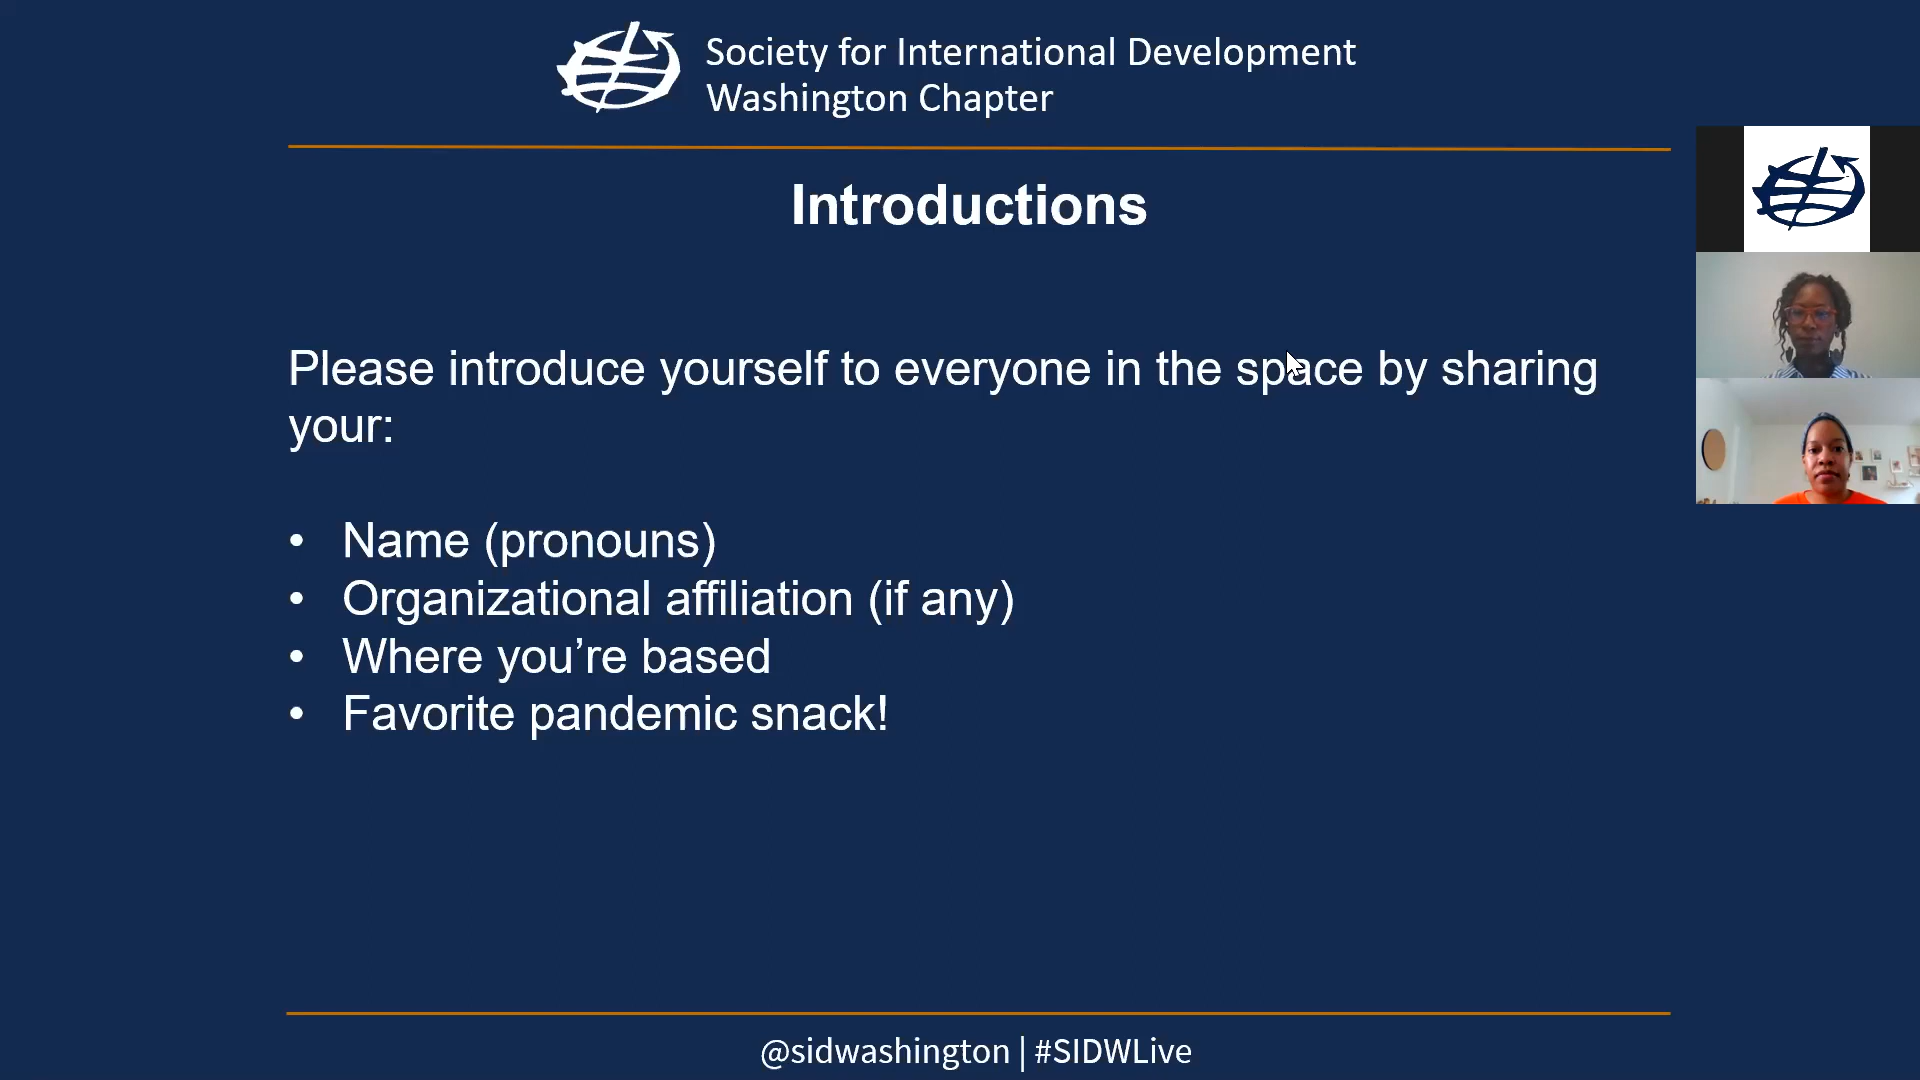 Society for International Development
Washington Chapter
Introductions
Please introduce yourself to everyone in the space by sharing
your:
• Name (pronouns)
• Organizational affiliation (if any)
• Where you’re based
• Favorite pandemic snack!
@sidwashington | #SIDWLive